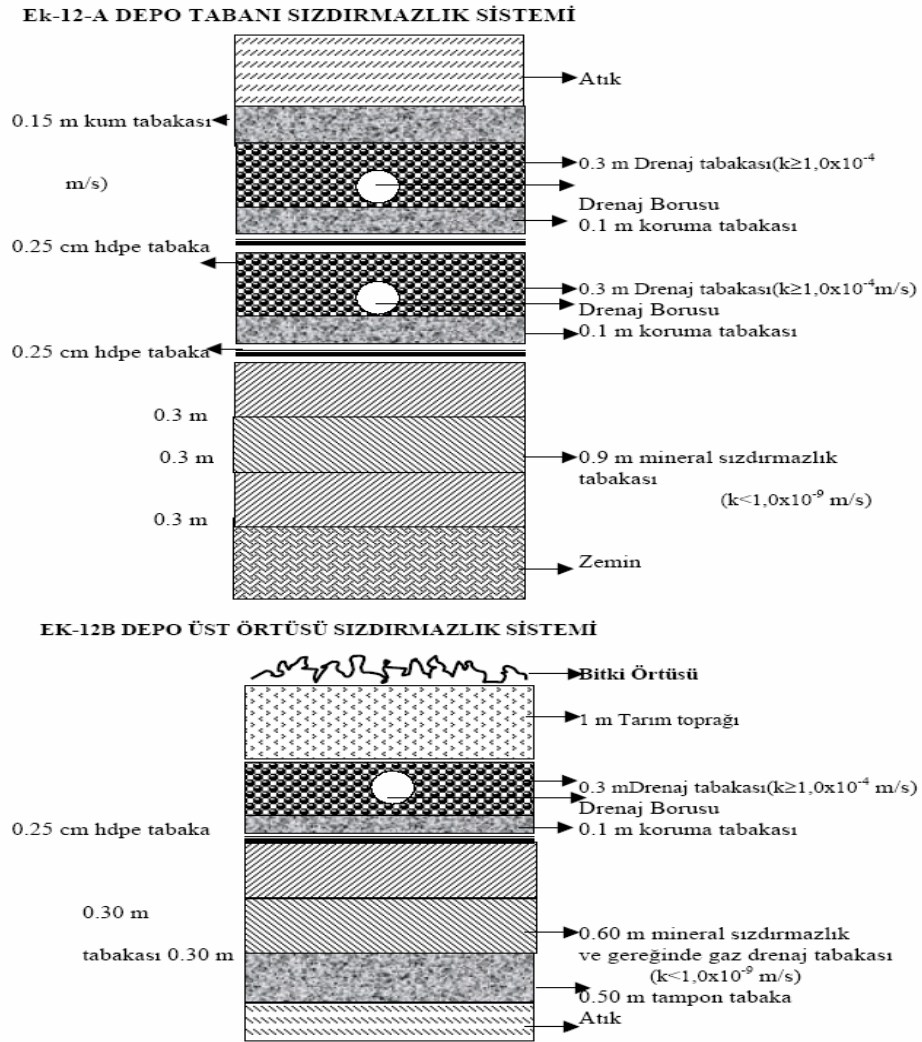 Ek-12-A DEPO TABANI SIZDIRMAZLIK SİSTEMİ
Atık
0.15 m kum tabakası
0.3 m Drenaj tabakası(k≥1,0x10⁻⁴
m/s)
Drenaj Borusu
0.1 m koruma tabakası
0.25 cm hdpe tabaka
0.3 m Drenaj tabakası(k≥1,0x10⁻⁴m/s)
Drenaj Borusu
0.1 m koruma tabakası
0.25 cm hdpe tabaka
0.3 m
0.3 m
0.9 m mineral sızdırmazlık
tabakası
(k<1,0x10⁻⁹ m/s)
0.3 m
Zemin
EK-12B DEPO ÜST ÖRTÜSÜ SIZDIRMAZLIK SİSTEMİ
Bitki Örtüsü
1 m Tarım toprağı
0.3 mDrenaj tabakası(k≥1,0x10⁻⁴ m/s)
Drenaj Borusu
0.25 cm hdpe tabaka
0.1 m koruma tabakası
0.30 m
0.60 m mineral sızdırmazlık
tabakası 0.30 m
ve gereğinde gaz drenaj tabakası
(k<1,0x10⁻⁹ m/s)
0.50 m tampon tabaka
Atık